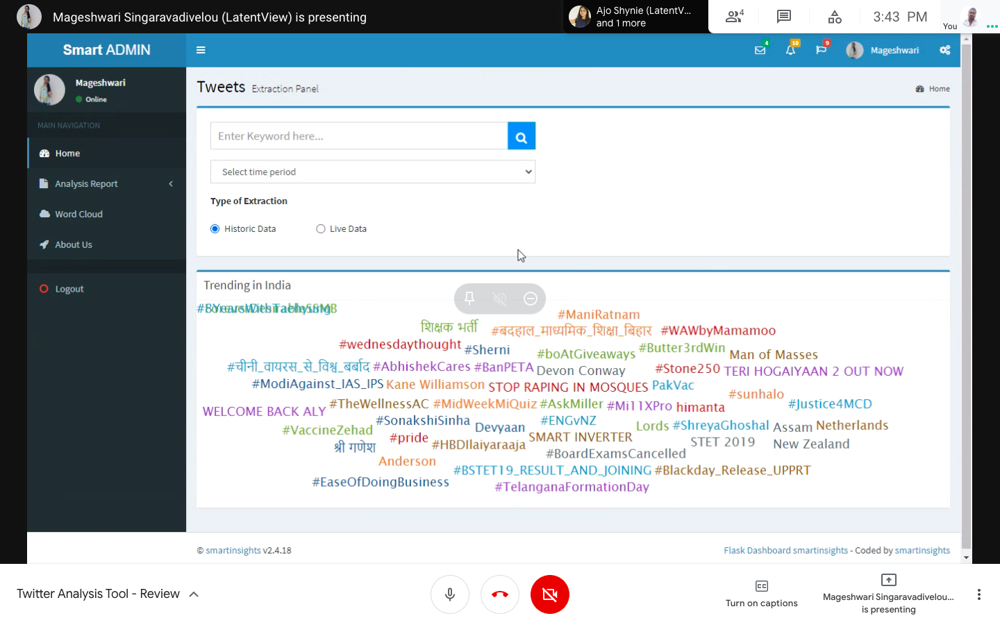 Mageshwari Singaravadivelou (LatentView) is presenting
Ajo Shynie (LatentV...
and 1 more
4
3:43 PM
You
Smart ADMIN
4
10
9
Mageshwari
Mageshwari
Online
MAIN NAVIGATION
Home
Analysis Report
Word Cloud
About Us
Logout
Tweets Extraction Panel
Home
Enter Keyword here...
Select time period
Type of Extraction
Historic Data
Live Data
Trending in India
#ManiRatnam
शिक्षक भर्ती #बदहाल_माध्यमिक_शिक्षा_बिहार #WAWbyMamamoo
#wednesdaythought #Sherni #boAtGiveaways #Butter3rdWin Man of Masses
#चीनी_वायरस_से_विश्व_बर्बाद #AbhishekCares #BanPETA Devon Conway #Stone250 TERI HOGAIYAAN 2 OUT NOW
#ModiAgainst_IAS_IPS Kane Williamson STOP RAPING IN MOSQUES PakVac
#sunhalo
WELCOME BACK ALY #TheWellnessAC #MidWeekMiQuiz #AskMiller #Mi11XPro himanta #Justice4MCD
#VaccineZehad #SonakshiSinha Devyaan #ENGvNZ Lords #ShreyaGhoshal Assam Netherlands
श्री गणेश #pride #HBDIlaiyaraaja SMART INVERTER STET 2019 New Zealand
Anderson #BoardExamsCancelled
#BSTET19_RESULT_AND_JOINING #Blackday_Release_UPPRT
#EaseOfDoingBusiness #TelanganaFormationDay
© smartinsights v2.4.18
Flask Dashboard smartinsights - Coded by smartinsights
Twitter Analysis Tool - Review
CC
Turn on captions
Mageshwari Singaravadivelou...
is presenting